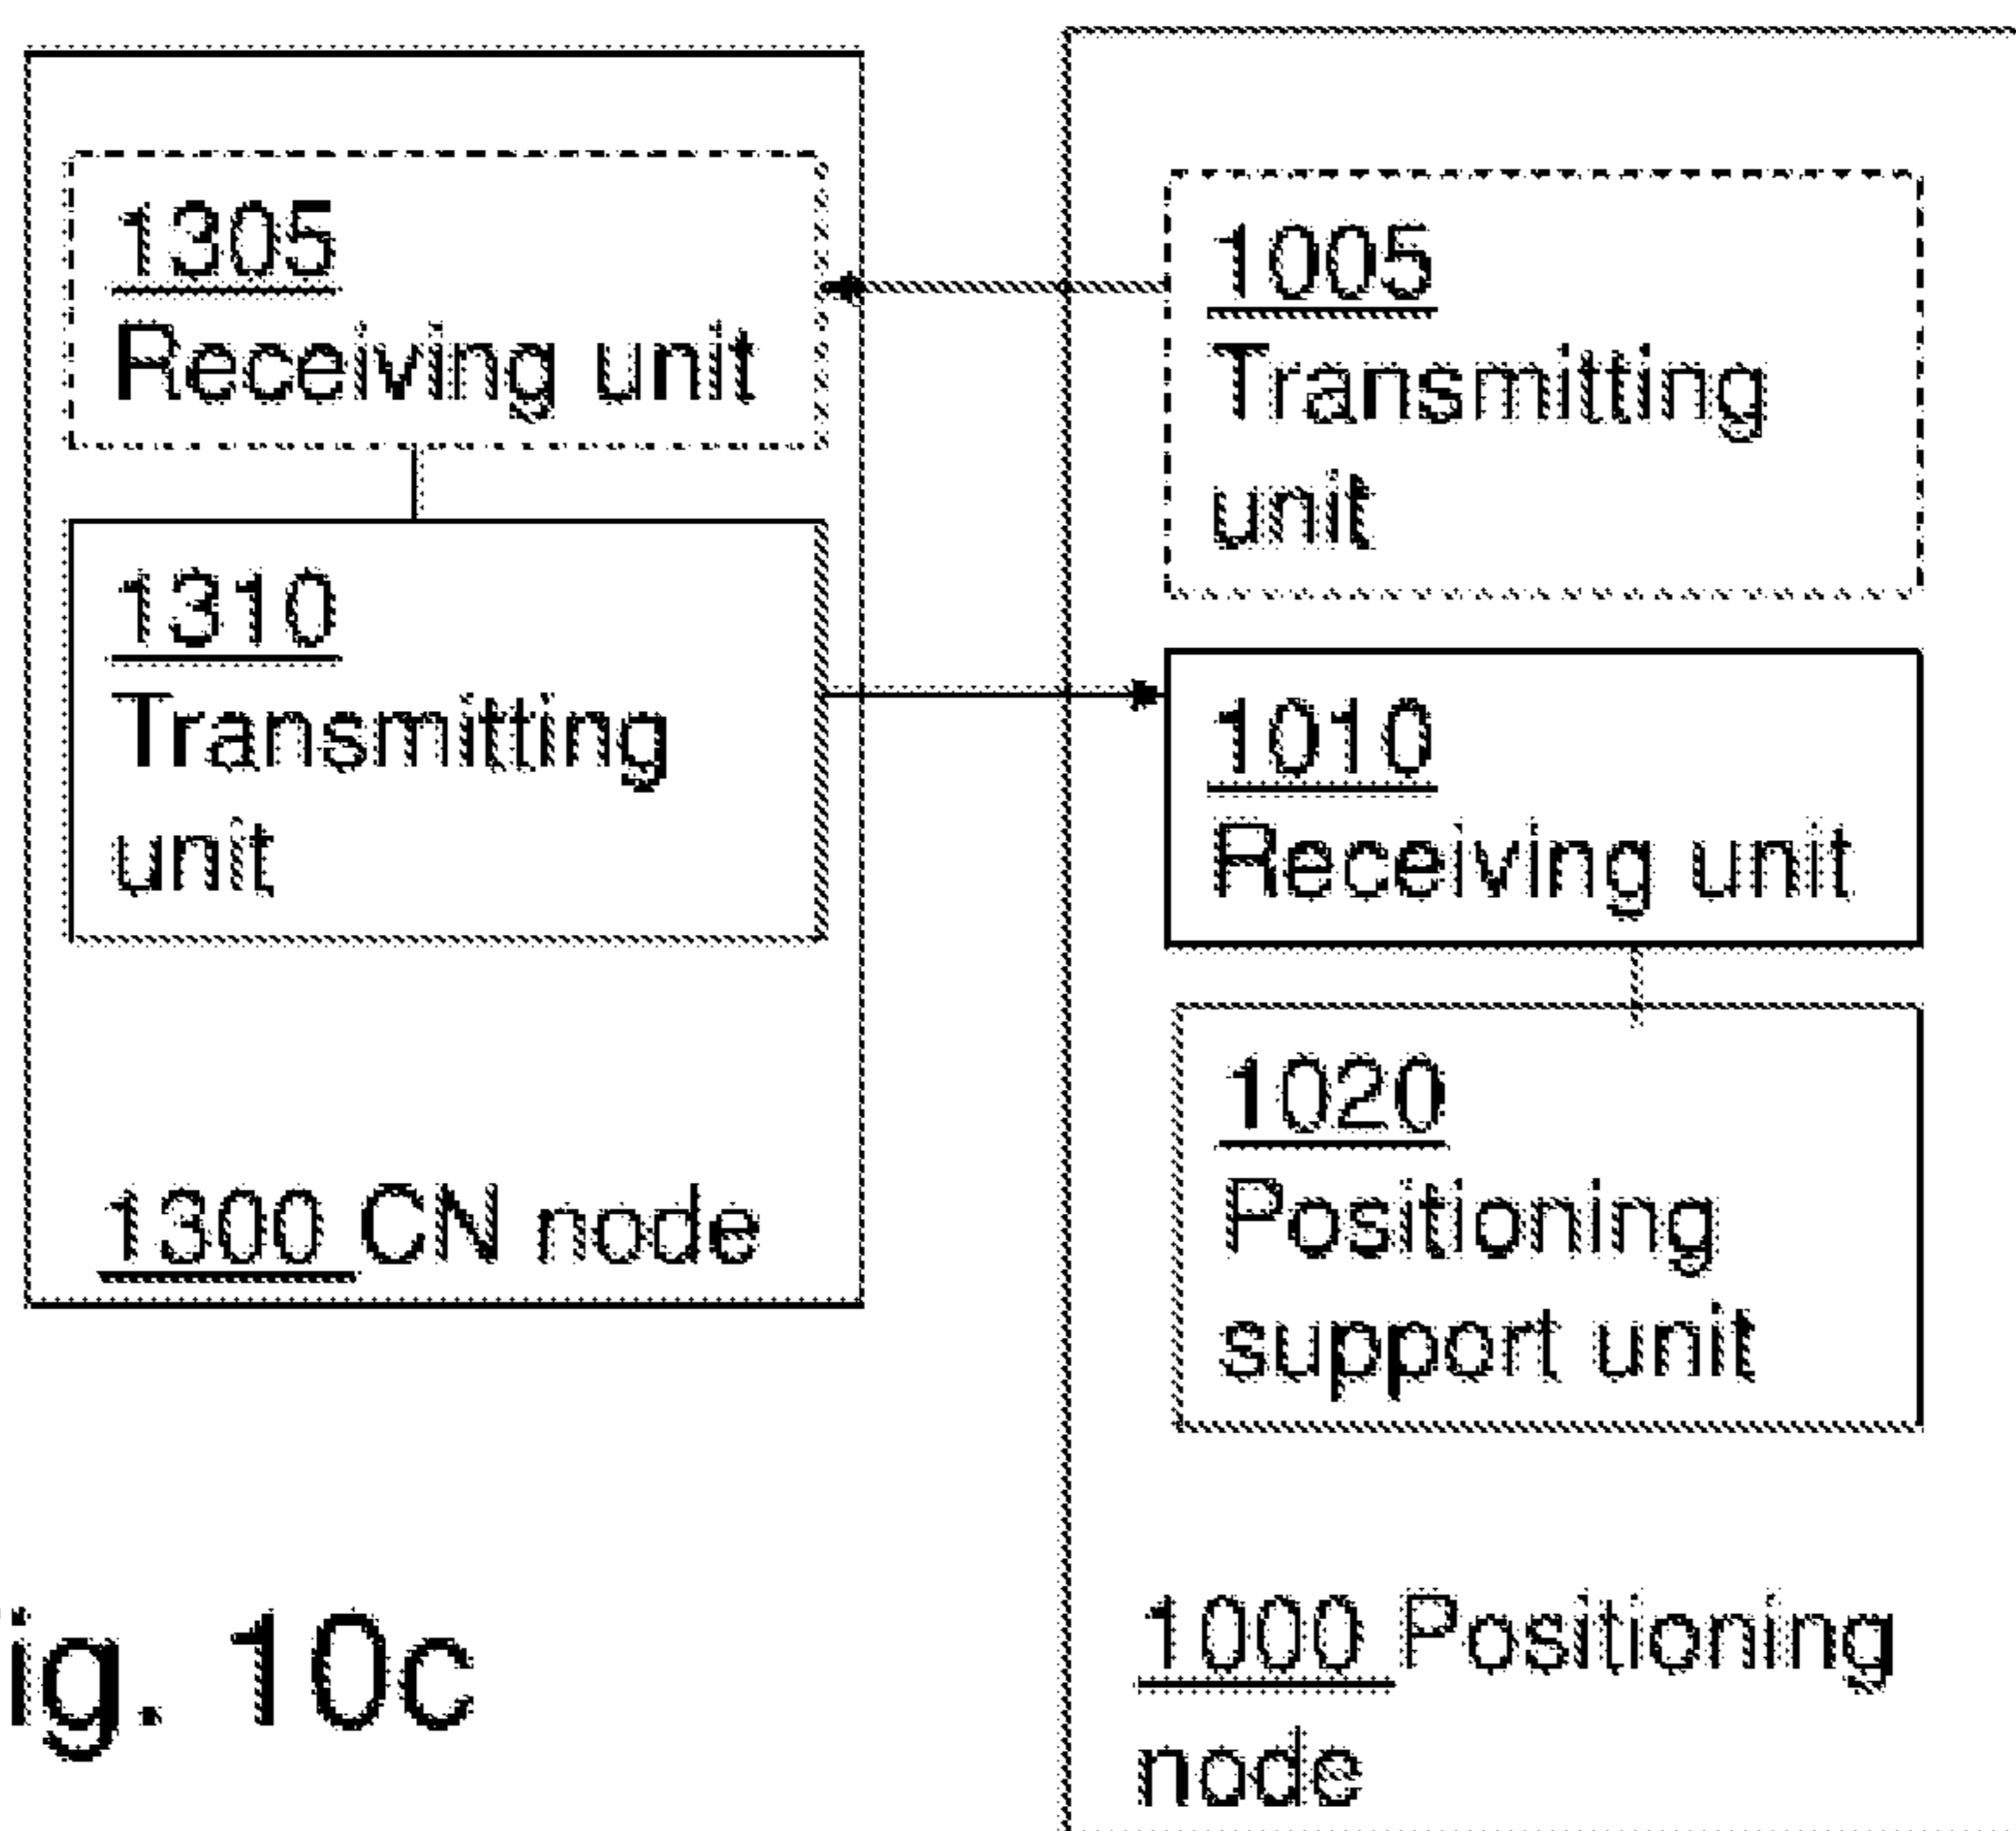 1305
Receiving unit
1310
Transmitting
unit
1300 CN node
1005
Transmitting
unit
1010
Receiving unit
1020
Positioning
support unit
1000 Positioning
node
ig. 10c